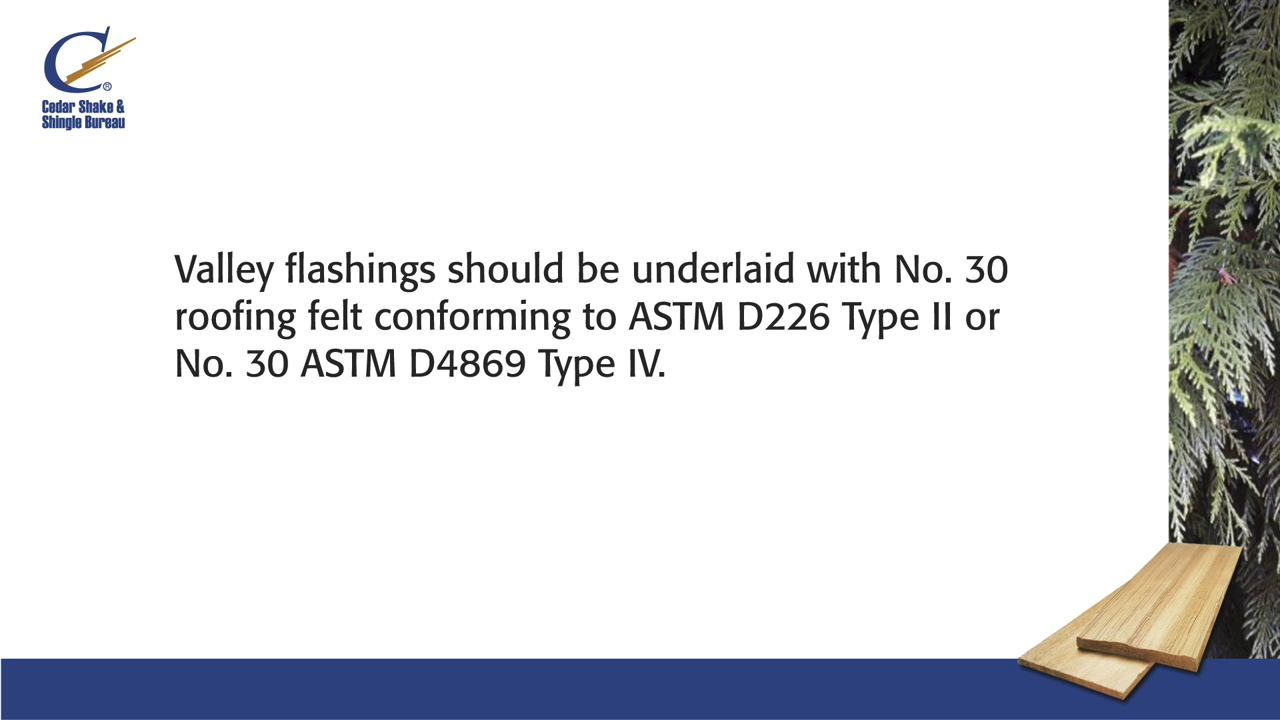 Cedar Shake &
Shingle Bureau
Valley flashings should be underlaid with No. 30
roofing felt conforming to ASTM D226 Type II or
No. 30 ASTM D4869 Type IV.